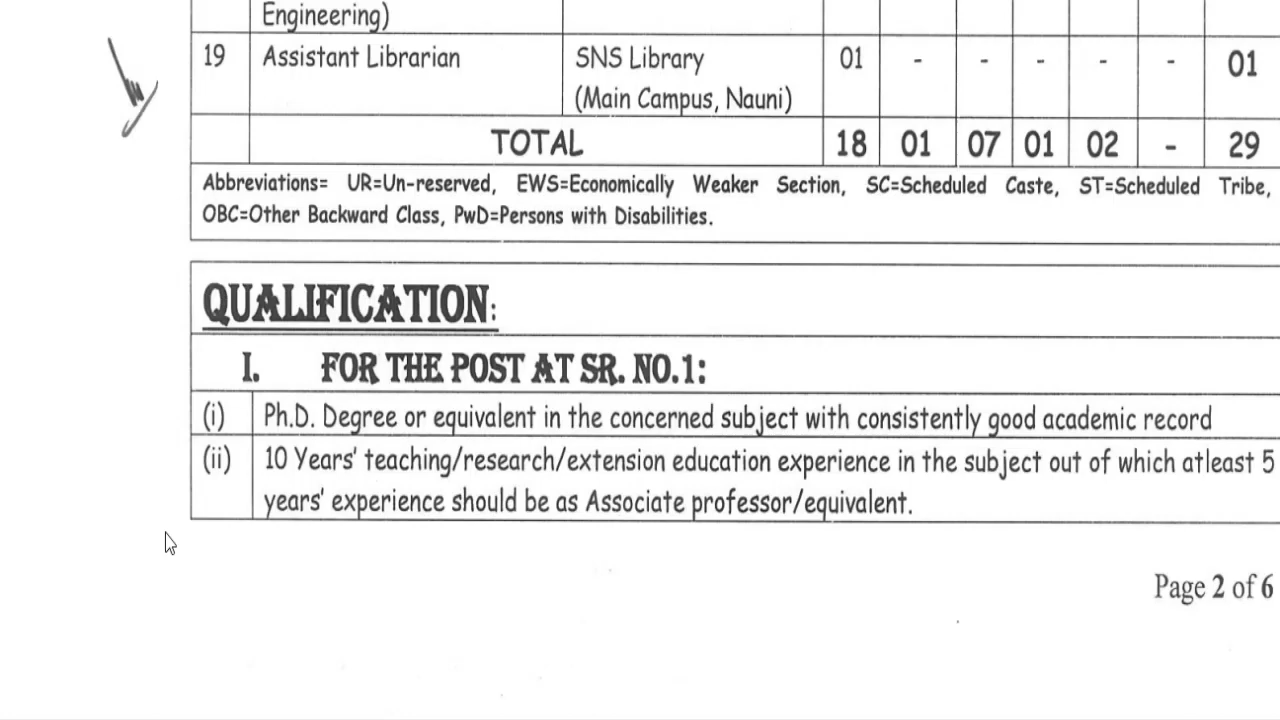 Engineering)
19 Assistant Librarian SNS Library 01 - - - - - 01
(Main Campus, Nauni)
TOTAL 18 01 07 01 02 - 29
Abbreviations= UR=Un-reserved, EWS=Economically Weaker Section, SC=Scheduled Caste, ST=Scheduled Tribe,
OBC=Other Backward Class, PwD=Persons with Disabilities.
QUALIFICATION:
I. FOR THE POST AT SR. NO.1:
(i) Ph.D. Degree or equivalent in the concerned subject with consistently good academic record
(ii) 10 Years' teaching/research/extension education experience in the subject out of which atleast 5
years' experience should be as Associate professor/equivalent.
Page 2 of 6